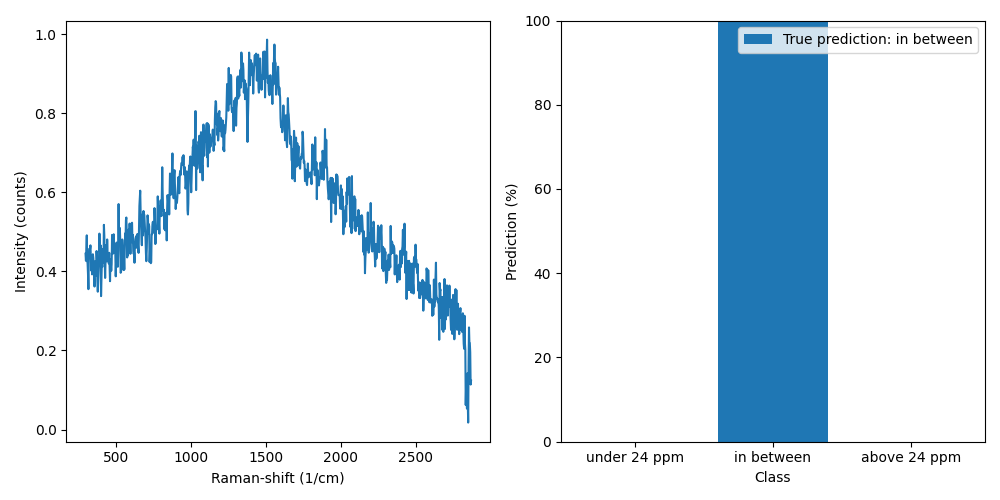 1.0
0.8
0.6
0.4
0.2
0.0
Intensity (counts)
500 1000 1500 2000 2500
Raman-shift (1/cm)
100
80
60
40
20
0
Prediction (%)
True prediction: in between
under 24 ppm in between above 24 ppm
Class